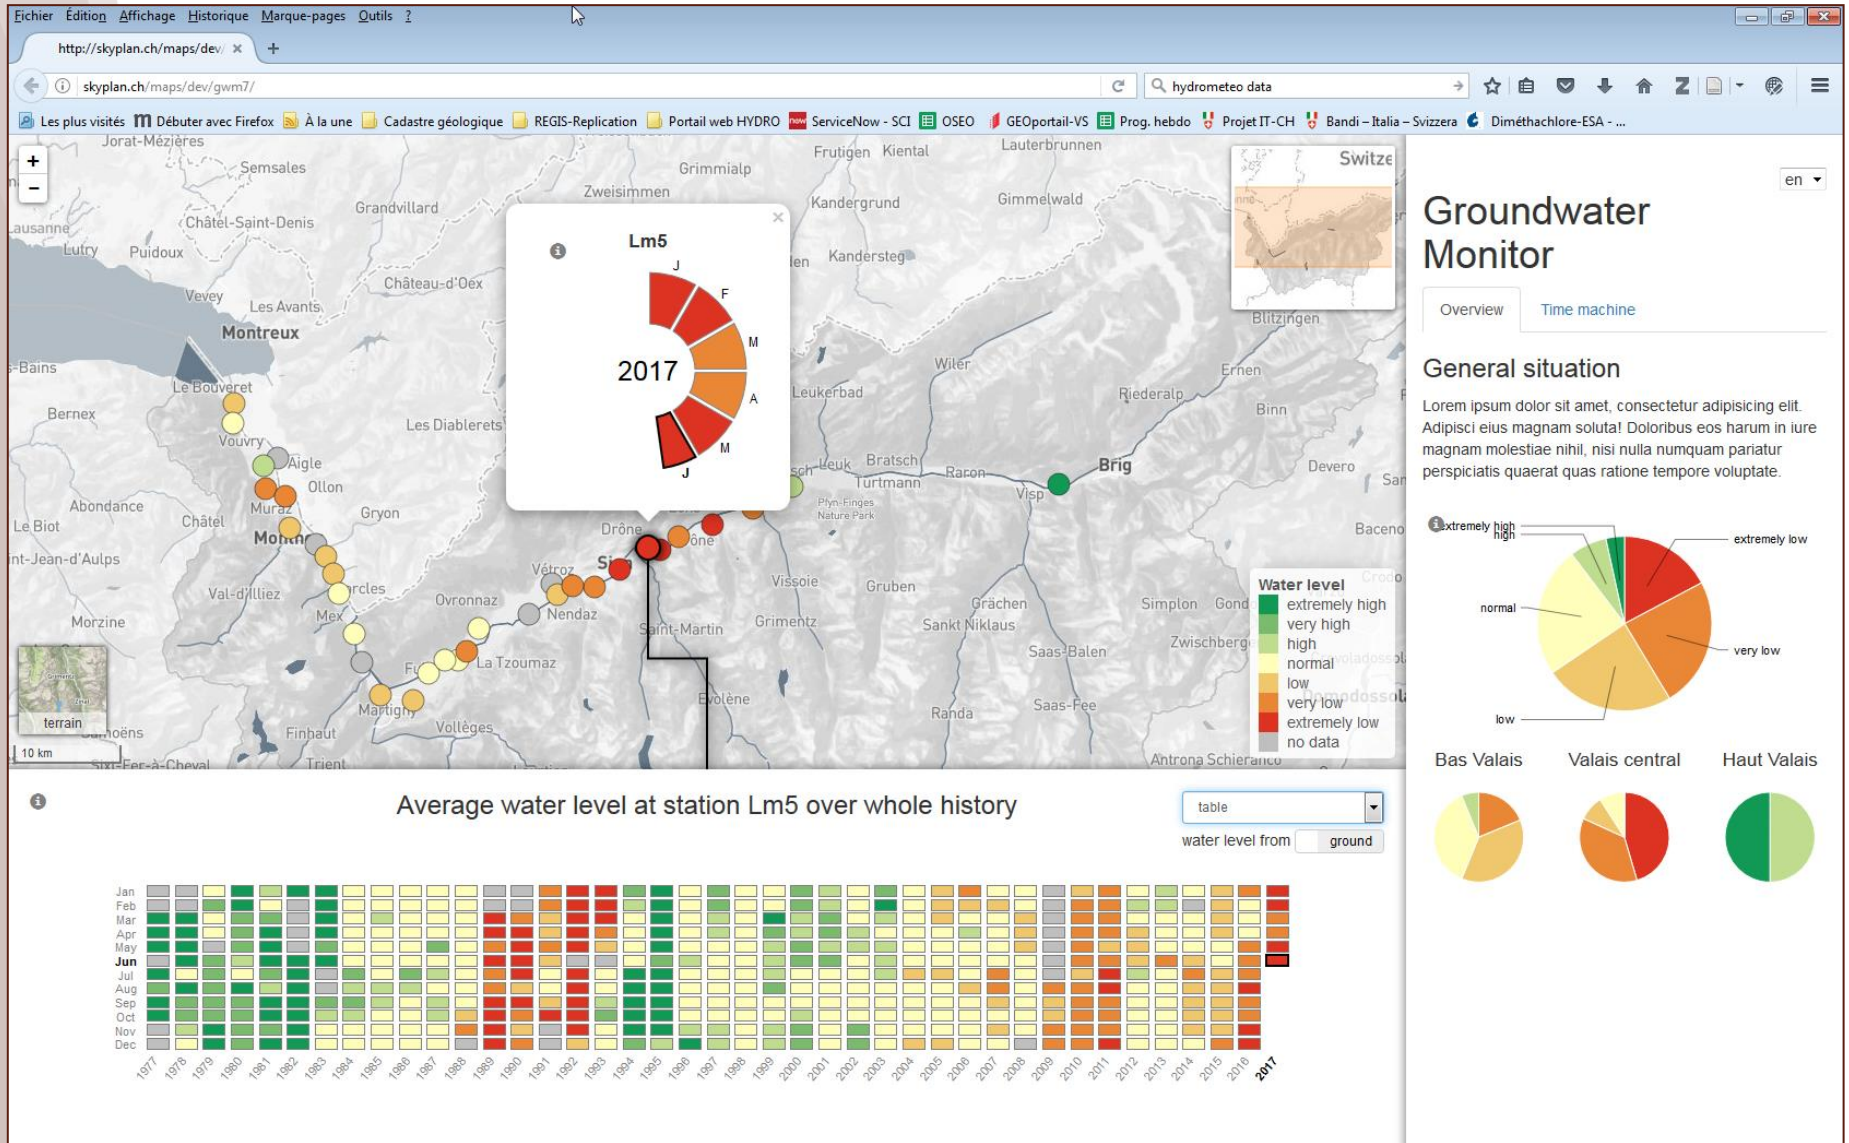 Fichier Édition Affichage Historique Marque-pages Outils ?
http://skyplan.ch/maps/dev/ × +
skyplan.ch/maps/dev/gwm7/
hydrometeo data
Les plus visités Débuter avec Firefox À la une Cadastre géologique REGIS-Replication Portail web HYDRO ServiceNow - SCI OSEO GEOportail-VS Prog. hebdo Projet IT-CH Bandi – Italia – Svizzera Diméthachlore-ESA - ...
+
−
Jorat-Mézières
Semsales
Grandvillard
Châtel-Saint-Denis
Lutry
Puidoux
Château-d'Oex
Vevey
Les Avants
Montreux
Le Bouveret
Bernex
Les Diablerets
Vouvry
Aigle
Ollon
Abondance
Muraz
Châtel
Gryon
Le Biot
Val-d'Illiez
Ovronnaz
Morzine
Mex
Nendaz
Vétroz
La Tzoumaz
Martigny
Finhaut
Vollèges
Trient
Zweisimmen
Grimmialp
Frutigen
Kiental
Lauterbrunnen
Kandergrund
Gimmelwald
Kandersteg
Blitzingen
Wiler
Ernen
Leukerbad
Riederalp
Binn
Leuk
Bratsch
Raron
Brig
Turtmann
Visp
Devero
Pfyn-Finges
Nature Park
Baceno
Drône
Vissoie
Gruben
Grächen
Simplon
Saint-Martin
Grimentz
Sankt Niklaus
Zwischberge
Saas-Balen
Evolène
Randa
Saas-Fee
Antrona Schieranco
terrain
10 km
Switze
×
Lm5
J
F
M
A
M
J
2017
Water level
extremely high
very high
high
normal
low
very low
extremely low
no data
Average water level at station Lm5 over whole history
table
water level from ground
Jan
Feb
Mar
Apr
May
Jun
Jul
Aug
Sep
Oct
Nov
Dec
1977 1978 1979 1980 1981 1982 1983 1984 1985 1986 1987 1988 1989 1990 1991 1992 1993 1994 1995 1996 1997 1998 1999 2000 2001 2002 2003 2004 2005 2006 2007 2008 2009 2010 2011 2012 2013 2014 2015 2016 2017
en
Groundwater
Monitor
Overview Time machine
General situation
Lorem ipsum dolor sit amet, consectetur adipisicing elit.
Adipisci eius magnam soluta! Doloribus eos harum in iure
magnam molestiae nihil, nisi nulla numquam pariatur
perspiciatis quaerat quas ratione tempore voluptate.
extremely high
high
extremely low
normal
very low
low
Bas Valais Valais central Haut Valais